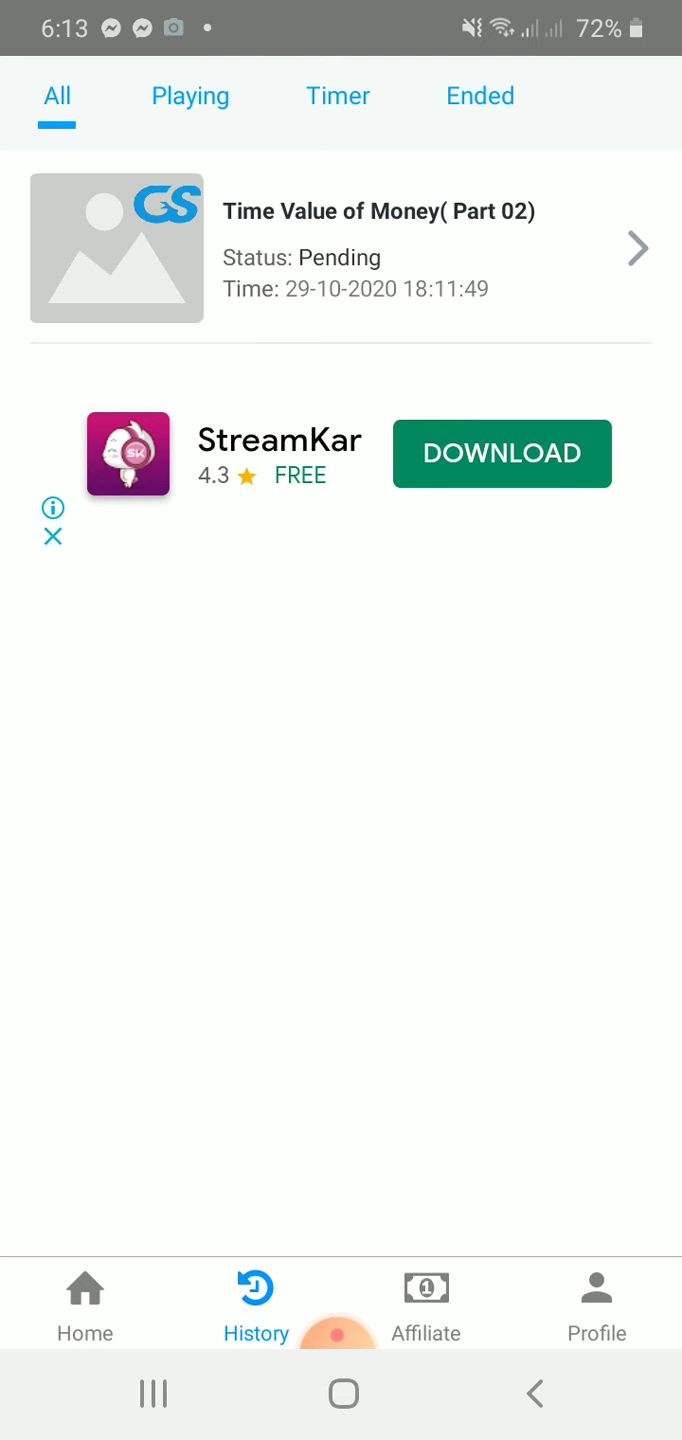 6:13
72%
All Playing Timer Ended
GS
Time Value of Money( Part 02)
Status: Pending
Time: 29-10-2020 18:11:49
StreamKar
SK
4.3 FREE
DOWNLOAD
1
Home History Affiliate Profile